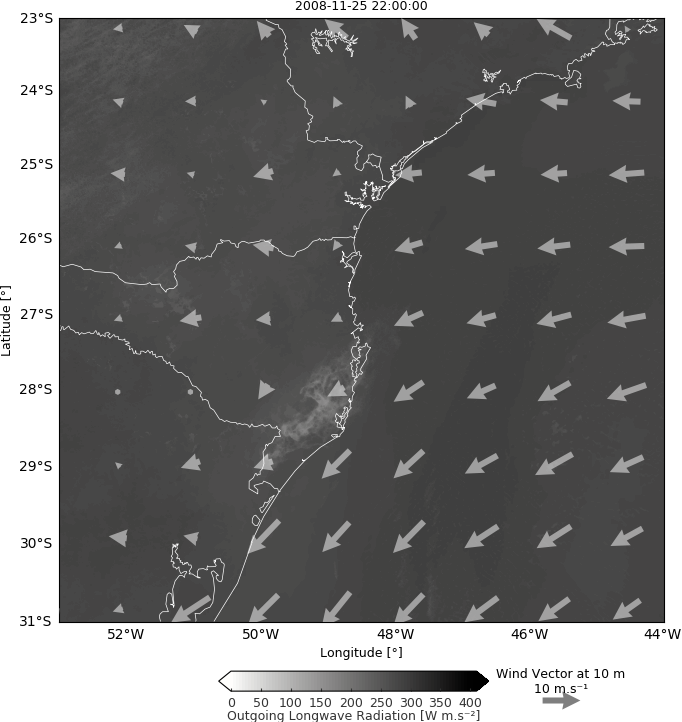 2008-11-25 22:00:00
23°S
24°S
25°S
26°S
27°S
28°S
29°S
30°S
31°S
Latitude [°]
52°W 50°W 48°W 46°W 44°W
Longitude [°]
0 50 100 150 200 250 300 350 400
Outgoing Longwave Radiation [W m.s⁻²]
Wind Vector at 10 m
10 m.s⁻¹